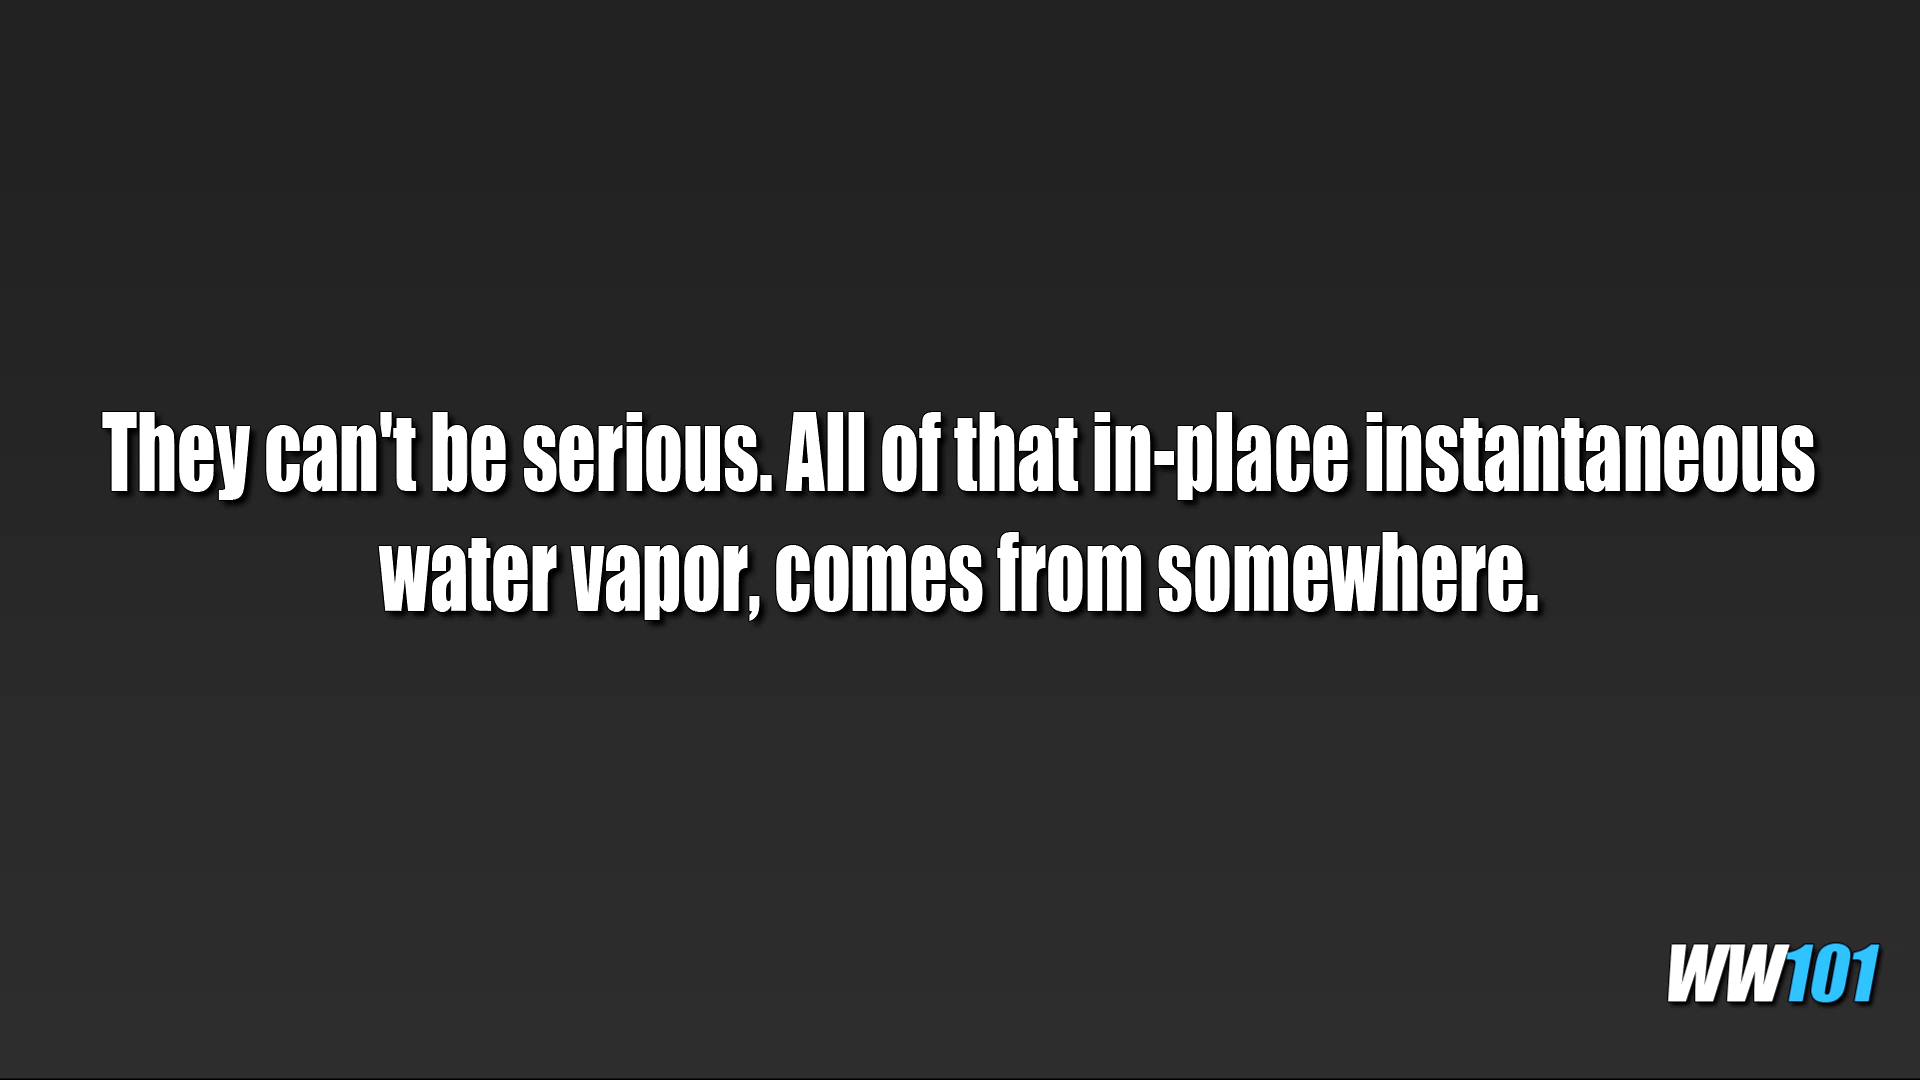 They can't be serious. All of that in-place instantaneous
water vapor, comes from somewhere.
WW101